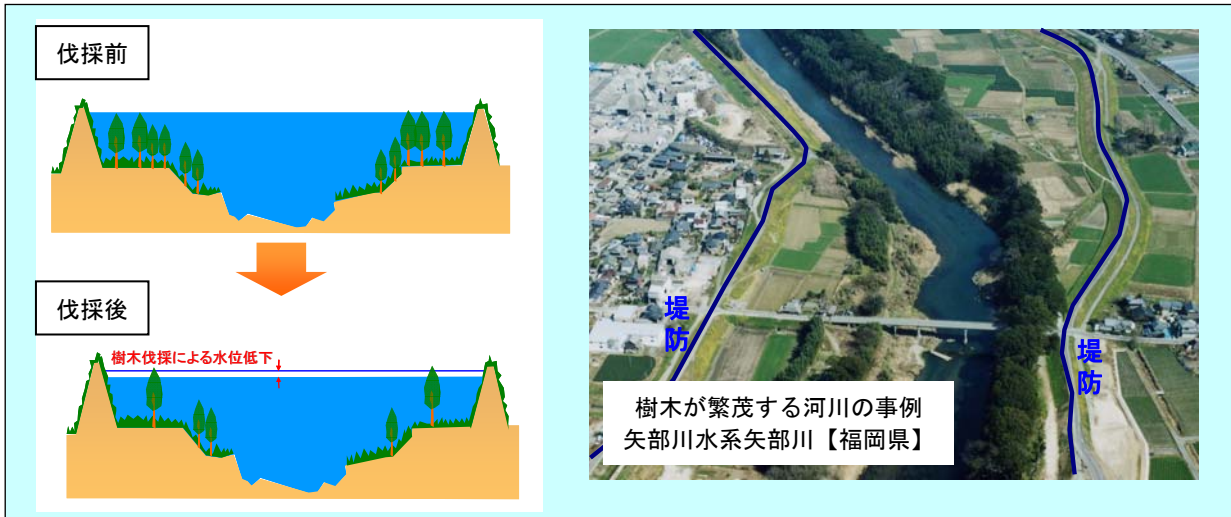 伐採前
伐採後
樹木伐採による水位低下
堤防
堤防
樹木が繁茂する河川の事例
矢部川水系矢部川【福岡県】